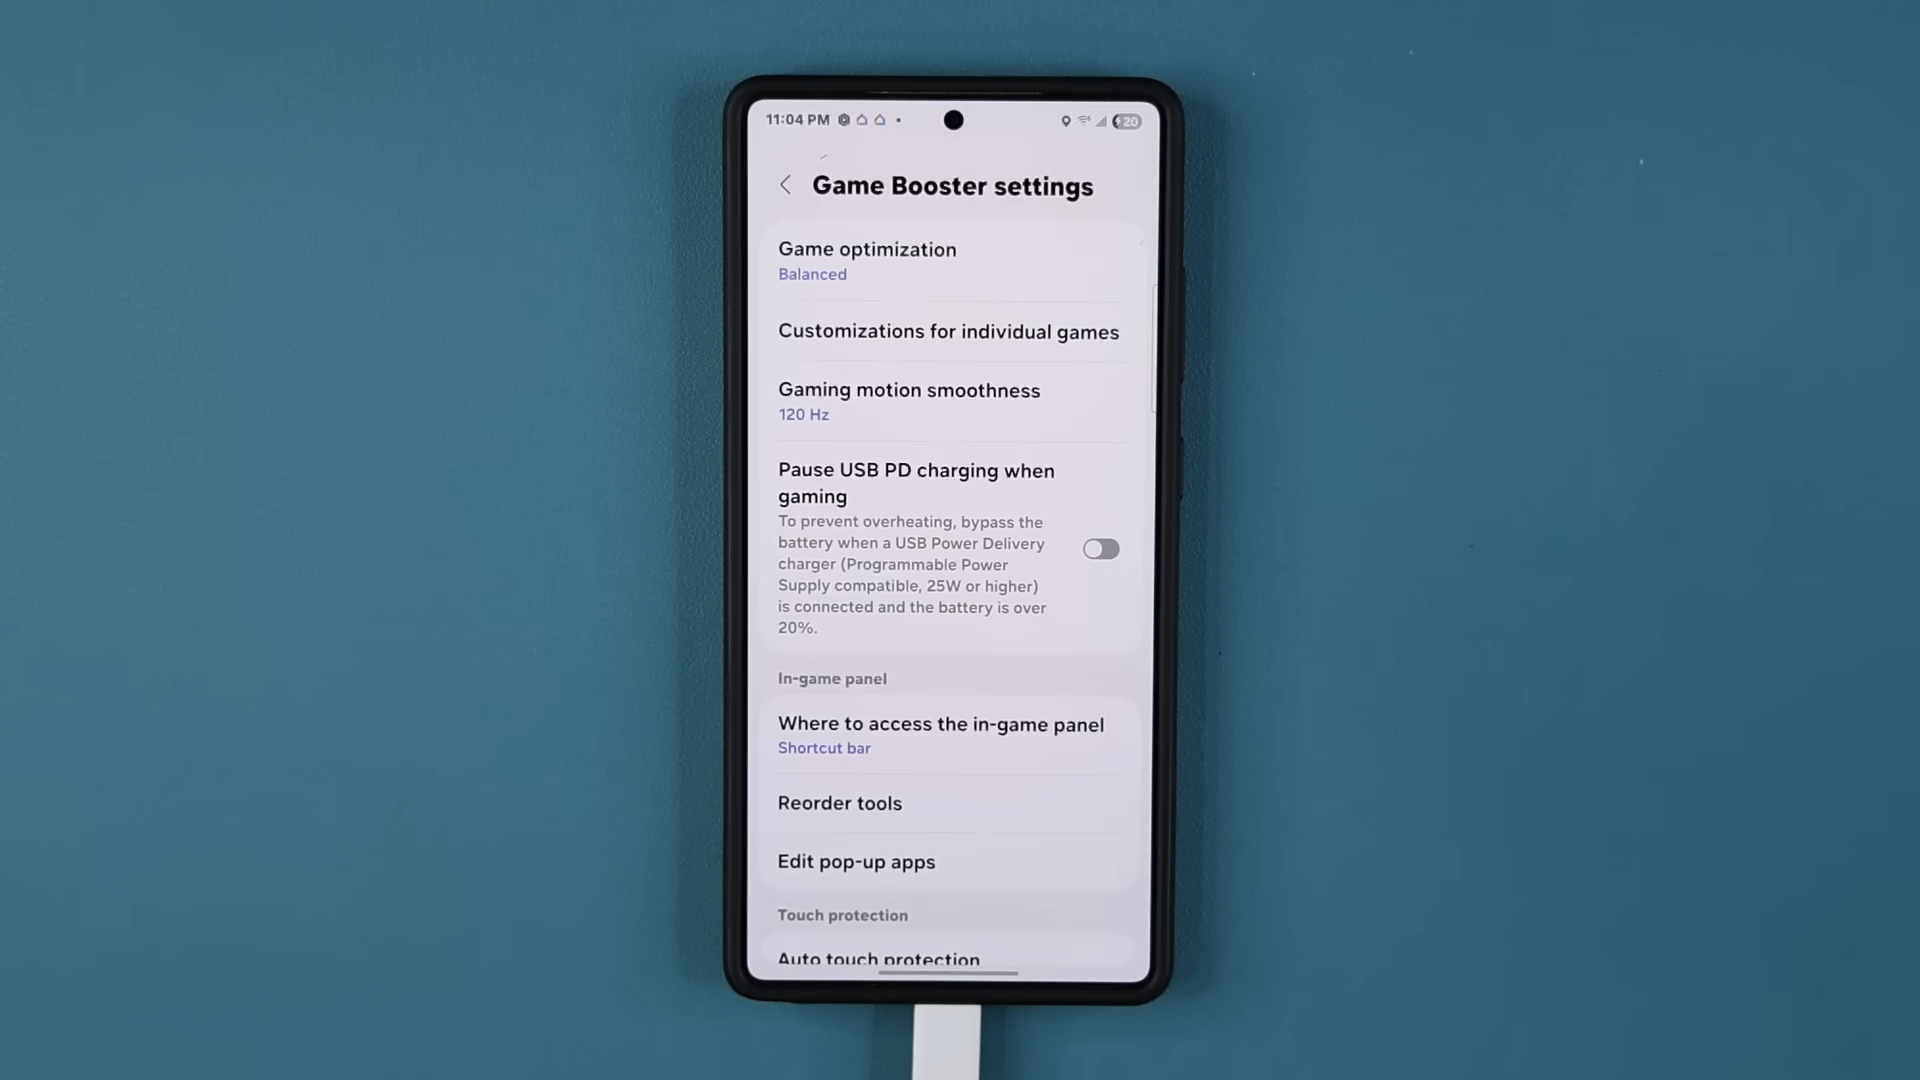 11:04 PM
20
Game Booster settings
Game optimization
Balanced
Customizations for individual games
Gaming motion smoothness
120 Hz
Pause USB PD charging when
gaming
To prevent overheating, bypass the
battery when a USB Power Delivery
charger (Programmable Power
Supply compatible, 25W or higher)
is connected and the battery is over
20%.
In-game panel
Where to access the in-game panel
Shortcut bar
Reorder tools
Edit pop-up apps
Touch protection
Auto touch protection